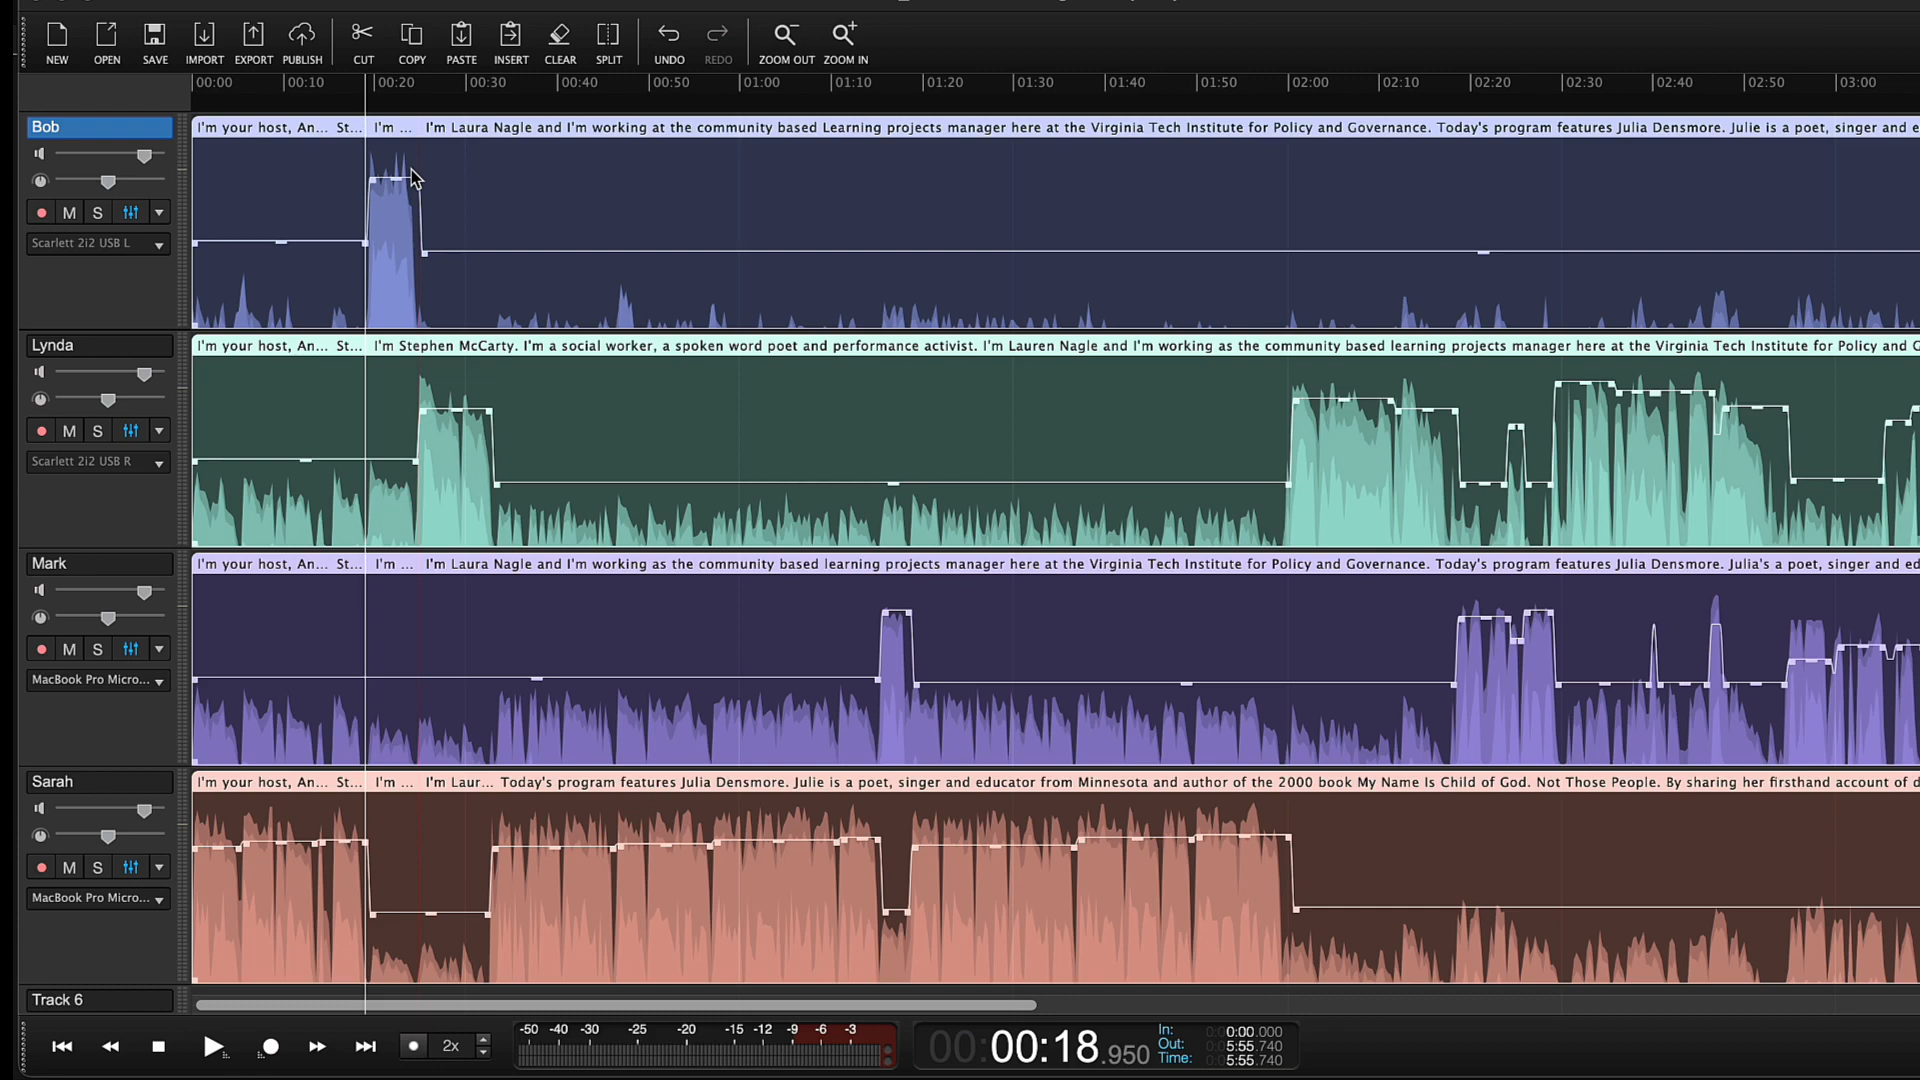 NEW OPEN SAVE IMPORT EXPORT PUBLISH CUT COPY PASTE INSERT CLEAR SPLIT UNDO REDO ZOOM OUT ZOOM IN
00:00 00:10 00:20 00:30 00:40 00:50 01:00 01:10 01:20 01:30 01:40 01:50 02:00 02:10 02:20 02:30 02:40 02:50 03:00
Bob
I'm your host, An... St... I'm ... I'm Laura Nagle and I'm working at the community based Learning projects manager here at the Virginia Tech Institute for Policy and Governance. Today's program features Julia Densmore. Julie is a poet, singer and e
M S
Scarlett 2i2 USB L
Lynda
I'm your host, An... St... I'm Stephen McCarty. I'm a social worker, a spoken word poet and performance activist. I'm Lauren Nagle and I'm working as the community based learning projects manager here at the Virginia Tech Institute for Policy and G
M S
Scarlett 2i2 USB R
Mark
I'm your host, An... St... I'm ... I'm Laura Nagle and I'm working as the community based learning projects manager here at the Virginia Tech Institute for Policy and Governance. Today's program features Julia Densmore. Julia's a poet, singer and ed
M S
MacBook Pro Micro...
Sarah
I'm your host, An... St... I'm ... I'm Laur... Today's program features Julia Densmore. Julie is a poet, singer and educator from Minnesota and author of the 2000 book My Name Is Child of God. Not Those People. By sharing her firsthand account of d
M S
MacBook Pro Micro...
Track 6
2x
-50 -40 -30 -25 -20 -15 -12 -9 -6 -3
00:00:18.950
In: 0:00.000
Out: 5:55.740
Time: 5:55.740